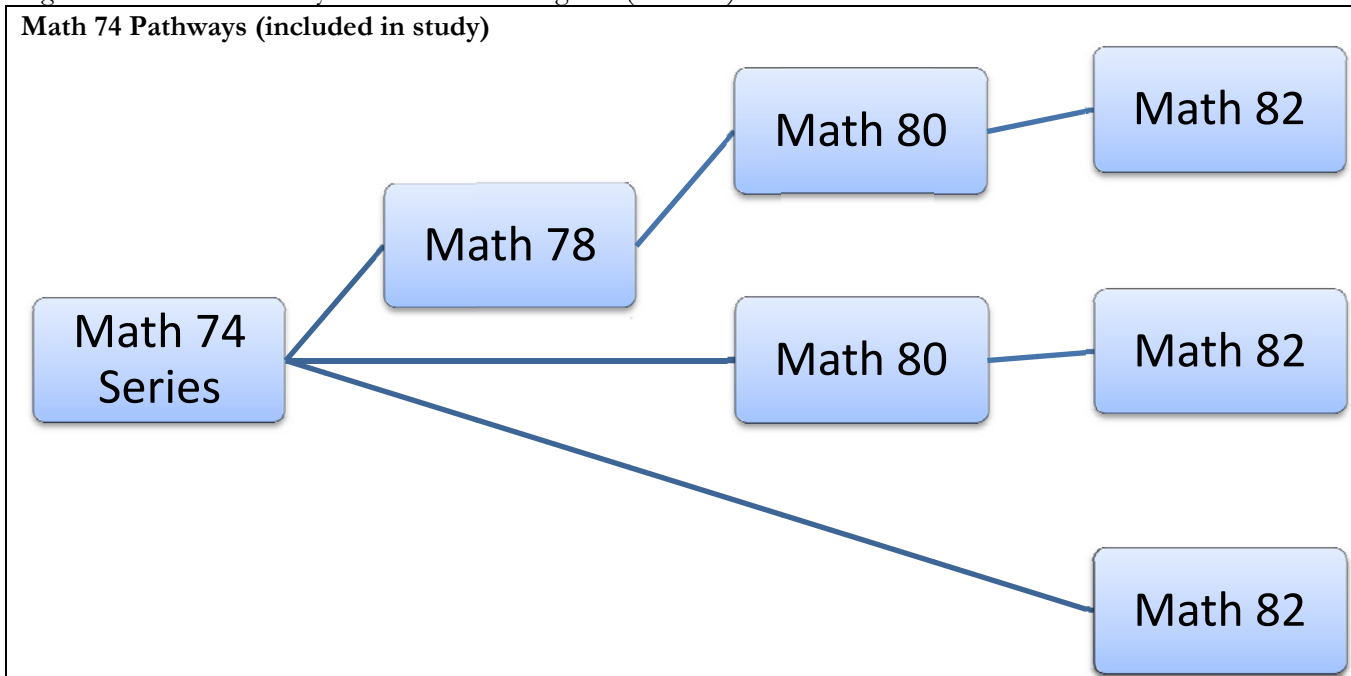 Math 74 Pathways (included in study)
Math 74
Series
Math 78
Math 80
Math 82
Math 80
Math 82
Math 82